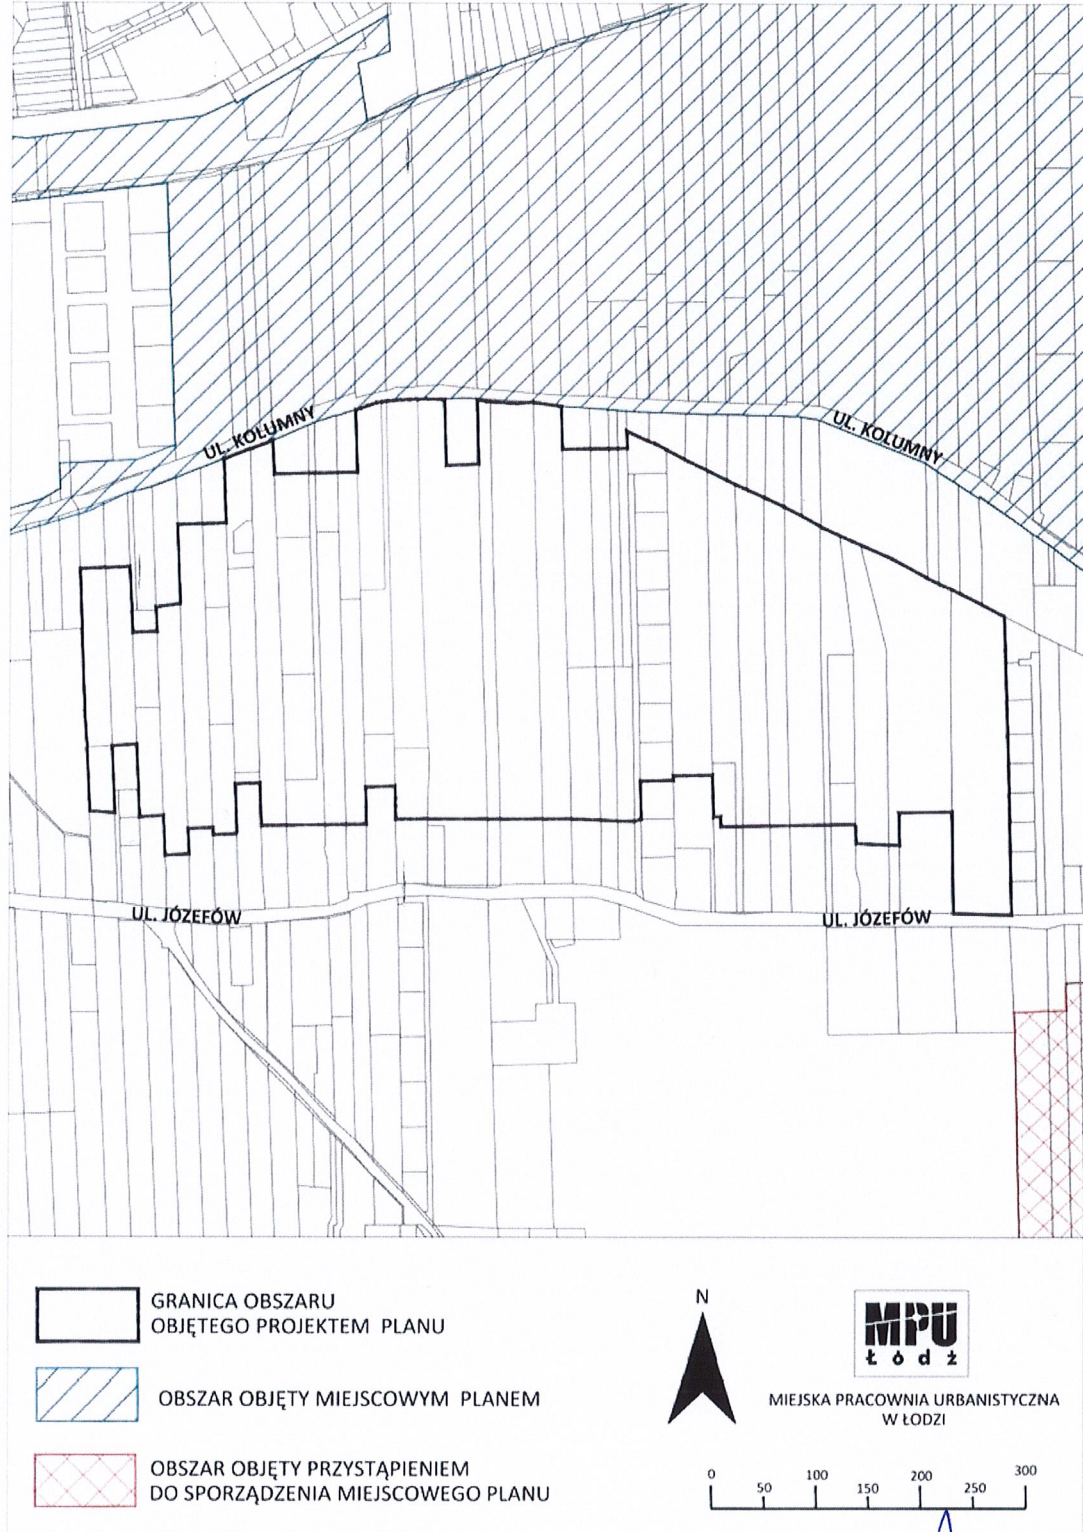 UL. KOLUMNY
UL. KOLUMNY
UL. JÓZEFÓW
UL. JÓZEFÓW
GRANICA OBSZARU
OBJĘTEGO PROJEKTEM PLANU
OBSZAR OBJĘTY MIEJSCOWYM PLANEM
OBSZAR OBJĘTY PRZYSTĄPIENIEM
DO SPORZĄDZENIA MIEJSCOWEGO PLANU
N
MPU
Łódź
MIEJSKA PRACOWNIA URBANISTYCZNA
W ŁODZI
0 50 100 150 200 250 300